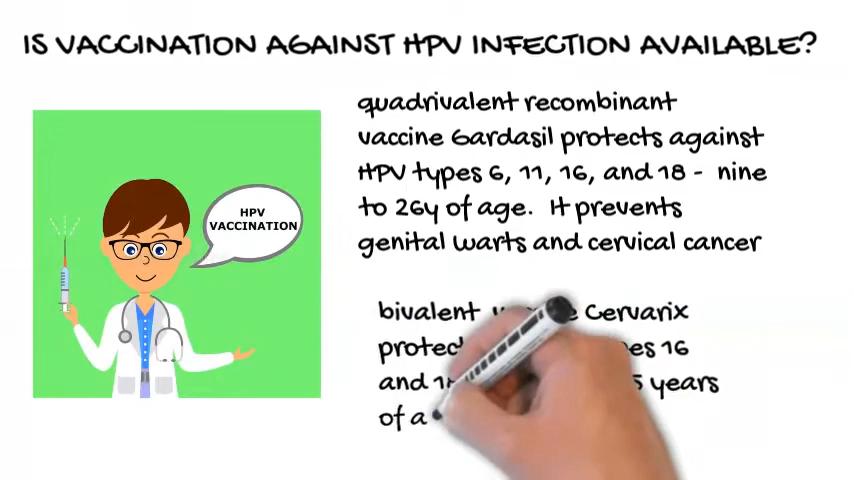 IS VACCINATION AGAINST HPV INFECTION AVAILABLE?
HPV
VACCINATION
quadrivalent recombinant
vaccine Gardasil protects against
HPV types 6, 11, 16, and 18 - nine
to 26y of age. It prevents
genital warts and cervical cancer
bivalent Cervarix
16
and years
of a